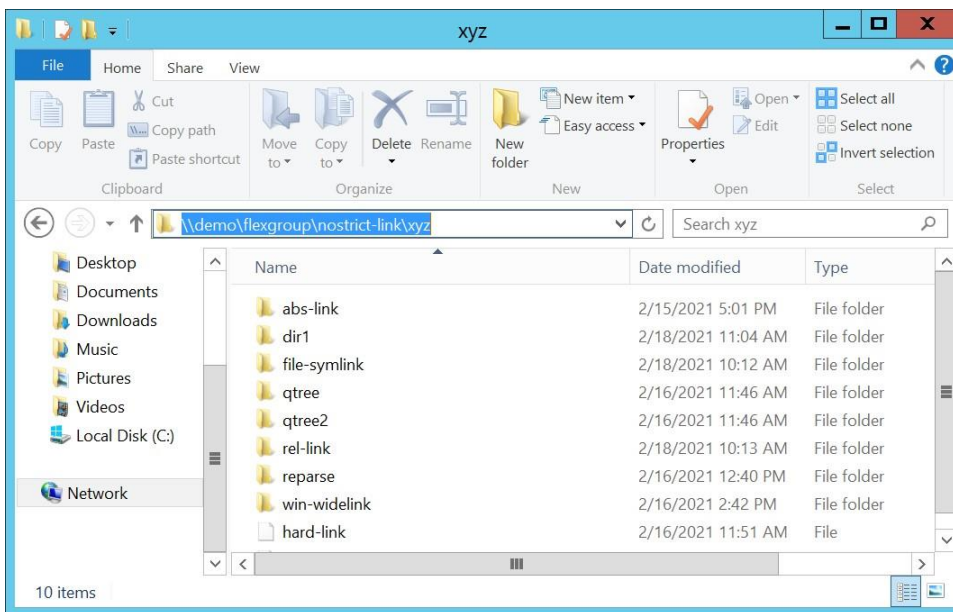 xyz
File Home Share View
Copy
Paste
Cut
Copy path
Paste shortcut
Clipboard
Move to
Copy to
Delete
Rename
Organize
New folder
New item
Easy access
New
Properties
Open
Edit
Open
Select all
Select none
Invert selection
Select
\\demo\flexgroup\nostrict-link\xyz
Search xyz
Desktop
Documents
Downloads
Music
Pictures
Videos
Local Disk (C:)
Network
Name Date modified Type
abs-link 2/15/2021 5:01 PM File folder
dir1 2/18/2021 11:04 AM File folder
file-symlink 2/18/2021 10:12 AM File folder
qtree 2/16/2021 11:46 AM File folder
qtree2 2/16/2021 11:46 AM File folder
rel-link 2/18/2021 10:13 AM File folder
reparse 2/16/2021 12:40 PM File folder
win-widelink 2/16/2021 2:42 PM File folder
hard-link 2/16/2021 11:51 AM File
10 items